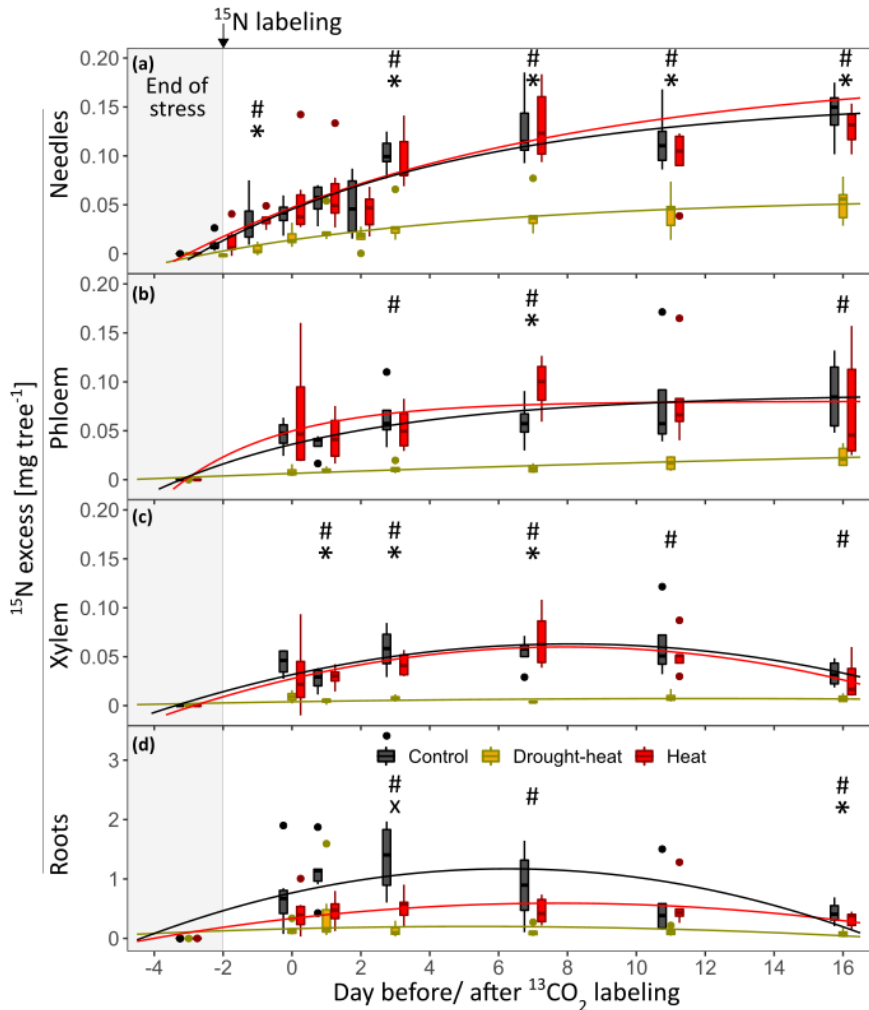 ¹⁵N labeling
(a)
End of
stress
# # # # #
* * * * *
0.20
0.15
0.10
0.05
0
Needles
(b)
# # # #
*
0.20
0.15
0.10
0.05
0
Phloem
(c)
# # # # #
* * *
0.20
0.15
0.10
0.05
0
Xylem
(d)
Control Drought-heat Heat
# # #
x *
3
2
1
0
Roots
¹⁵N excess [mg tree⁻¹]
-4 -2 0 2 4 6 8 10 12 14 16
Day before/ after ¹³CO₂ labeling